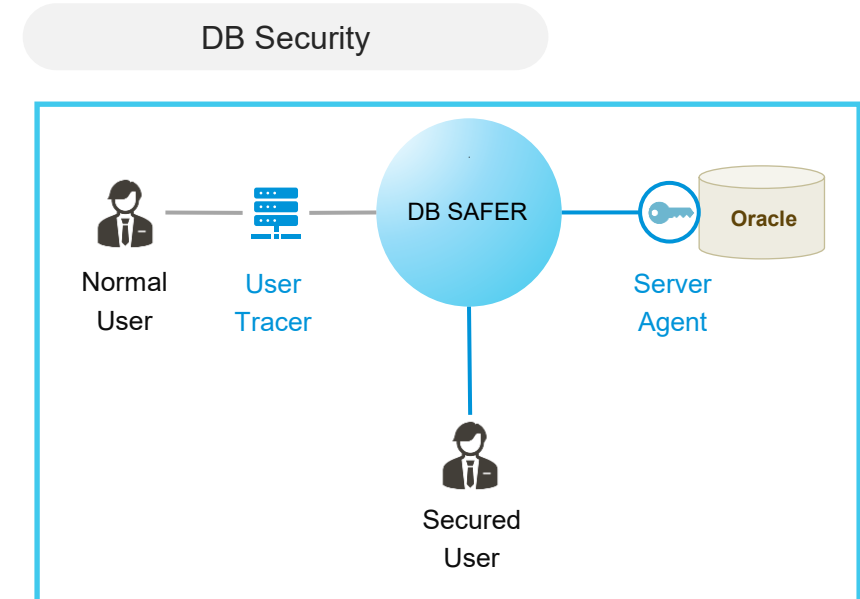 DB Security
DB SAFER
Oracle
Normal
User
User
Tracer
Server
Agent
Secured
User